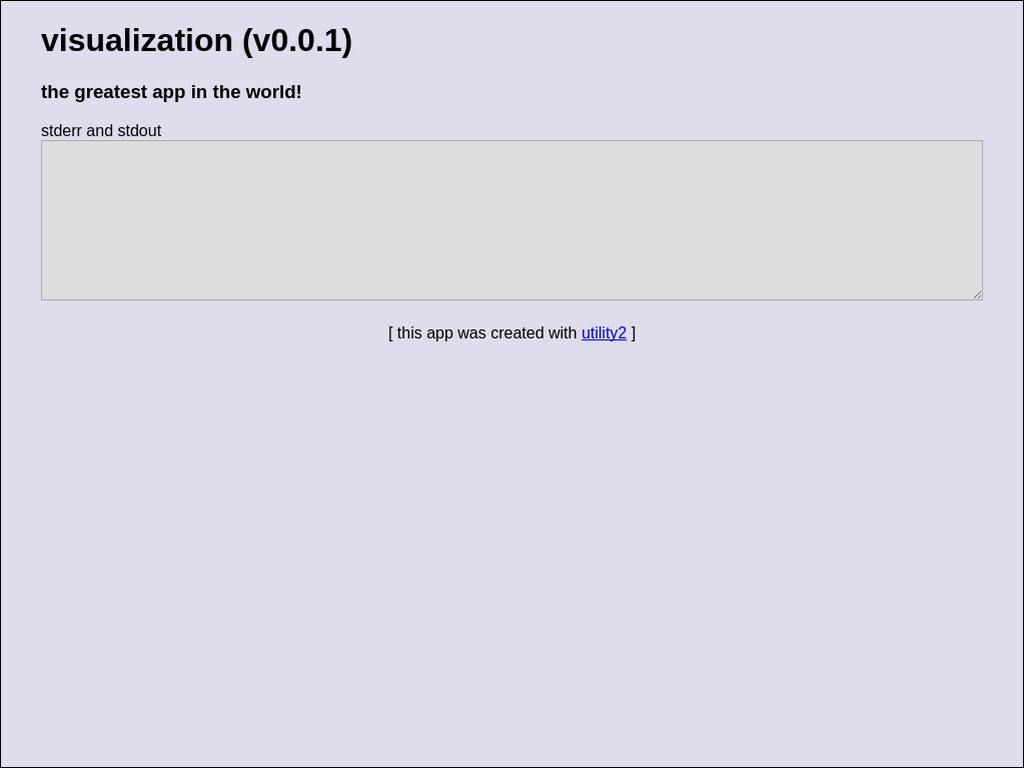 visualization (v0.0.1)
the greatest app in the world!
stderr and stdout
[ this app was created with utility2 ]